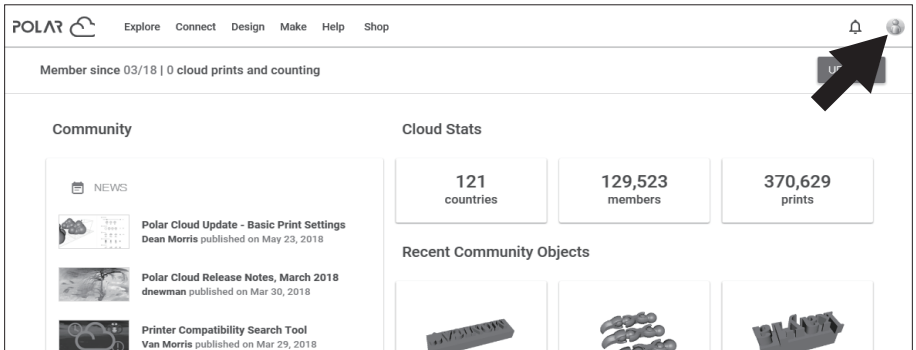 POLAR
Explore Connect Design Make Help Shop
Member since 03/18 | 0 cloud prints and counting
Community
Cloud Stats
NEWS
121
countries
129,523
members
370,629
prints
Polar Cloud Update - Basic Print Settings
Dean Morris published on May 23, 2018
Recent Community Objects
Polar Cloud Release Notes, March 2018
dnewman published on Mar 30, 2018
Printer Compatibility Search Tool
Van Morris published on Mar 29, 2018